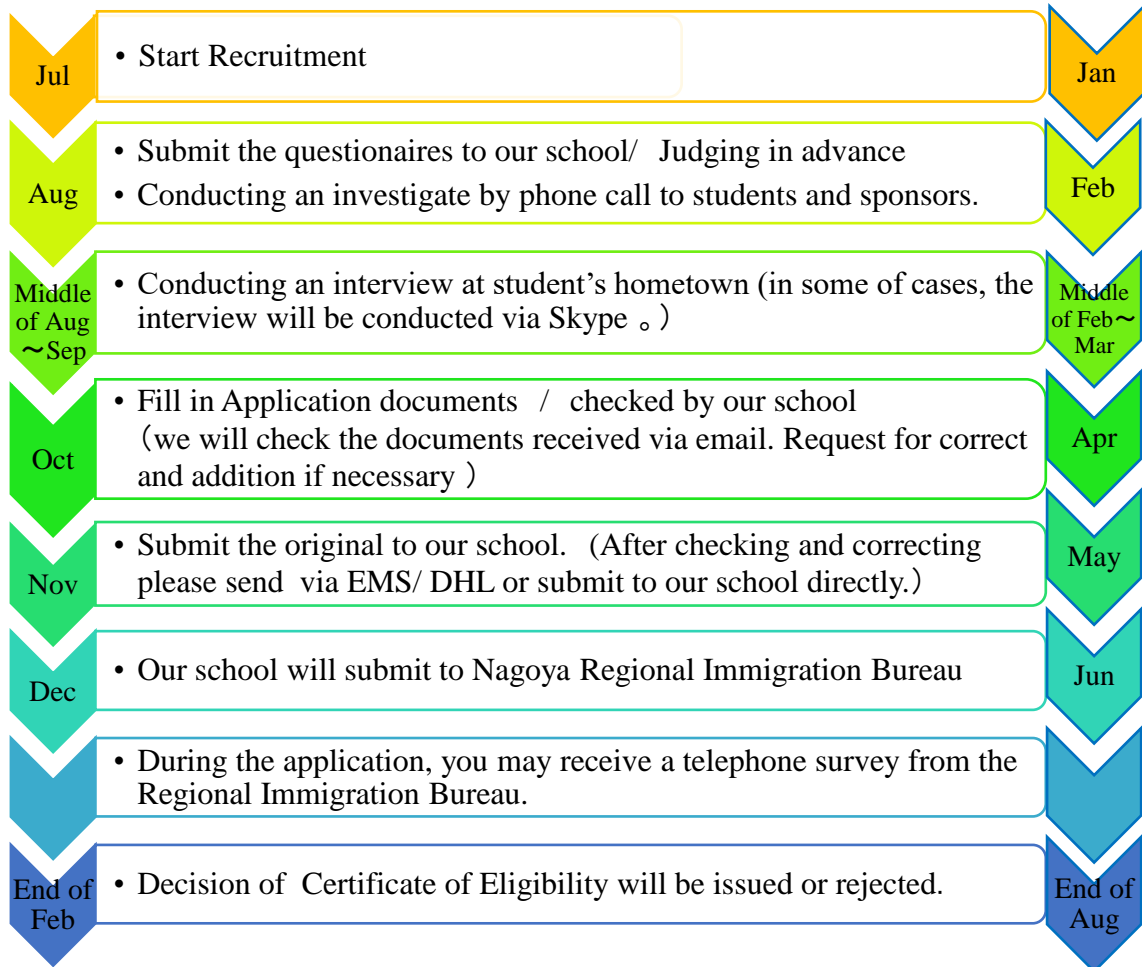 Jul
• Start Recruitment
Jan
Aug
• Submit the questionaires to our school/ Judging in advance
• Conducting an investigate by phone call to students and sponsors.
Feb
Middle
of Aug
～Sep
• Conducting an interview at student's hometown (in some of cases, the
interview will be conducted via Skype 。）
Middle
of Feb～
Mar
Oct
• Fill in Application documents / checked by our school
（we will check the documents received via email. Request for correct
and addition if necessary ）
Apr
Nov
• Submit the original to our school. （After checking and correcting
please send via EMS/ DHL or submit to our school directly.）
May
Dec
• Our school will submit to Nagoya Regional Immigration Bureau
Jun
• During the application, you may receive a telephone survey from the
Regional Immigration Bureau.
End of
Feb
• Decision of Certificate of Eligibility will be issued or rejected.
End of
Aug